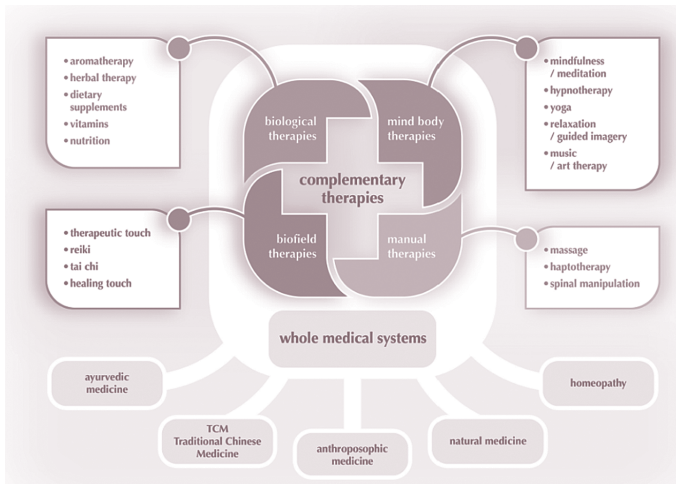 • aromatherapy
• herbal therapy
• dietary
supplements
• vitamins
• nutrition
biological
therapies
mind body
therapies
• mindfulness
/ meditation
• hypnotherapy
• yoga
• relaxation
/ guided imagery
• music
/ art therapy
complementary
therapies
• therapeutic touch
• reiki
• tai chi
• healing touch
biofield
therapies
manual
therapies
• massage
• haptotherapy
• spinal manipulation
whole medical systems
ayurvedic
medicine
TCM
Traditional Chinese
Medicine
anthroposophic
medicine
natural medicine
homeopathy